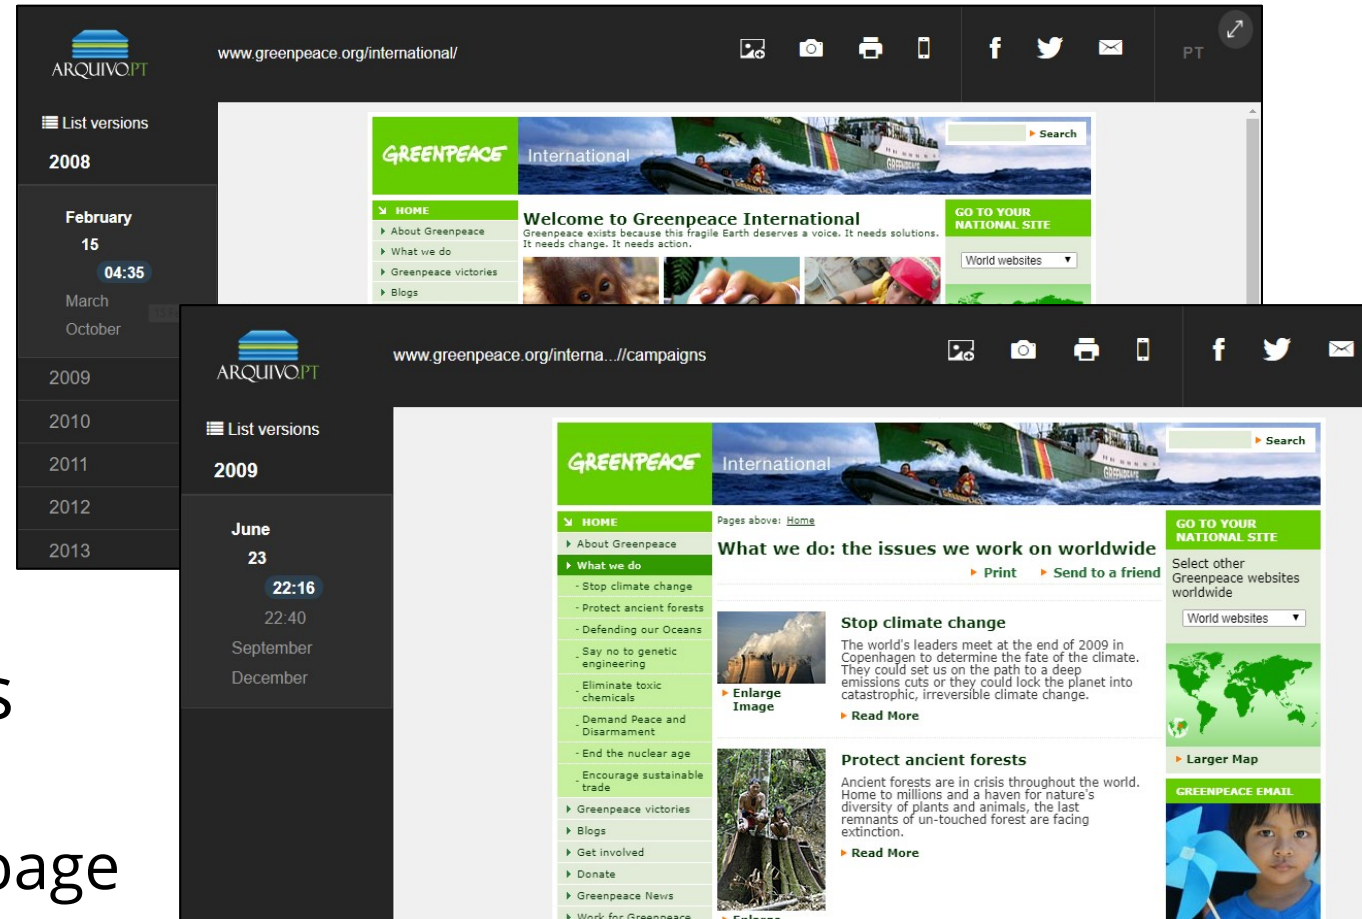 ARQUIVO.PT
www.greenpeace.org/international/
f
PT
List versions
2008
February
15
04:35
March
October
2009
2010
2011
2012
2013
GREENPEACE International
Search
HOME
About Greenpeace
What we do
Greenpeace victories
Blogs
Welcome to Greenpeace International
Greenpeace exists because this fragile Earth deserves a voice. It needs solutions.
It needs change. It needs action.
GO TO YOUR
NATIONAL SITE
World websites
ARQUIVO.PT
www.greenpeace.org/interna...//campaigns
f
List versions
2009
June
23
22:16
22:40
September
December
GREENPEACE International
GREENPEACE
Search
HOME
About Greenpeace
What we do
- Stop climate change
- Protect ancient forests
- Defending our Oceans
- Say no to genetic
engineering
- Eliminate toxic
chemicals
- Demand Peace and
Disarmament
- End the nuclear age
- Encourage sustainable
trade
Greenpeace victories
Blogs
Get involved
Donate
Greenpeace News
Work for Greenpeace
Pages above: Home
What we do: the issues we work on worldwide
Print Send to a friend
Enlarge
Image
Stop climate change
The world's leaders meet at the end of 2009 in
Copenhagen to determine the fate of the climate.
They could set us on the path to a deep
emissions cuts or they could lock the planet into
catastrophic, irreversible climate change.
Read More
Enlarge
Protect ancient forests
Ancient forests are in crisis throughout the world.
Home to millions and a haven for nature's
diversity of plants and animals, the last
remnants of un-touched forest are facing
extinction.
Read More
GO TO YOUR
NATIONAL SITE
Select other
Greenpeace websites
worldwide
World websites
Larger Map
GREENPEACE EMAIL
s
page